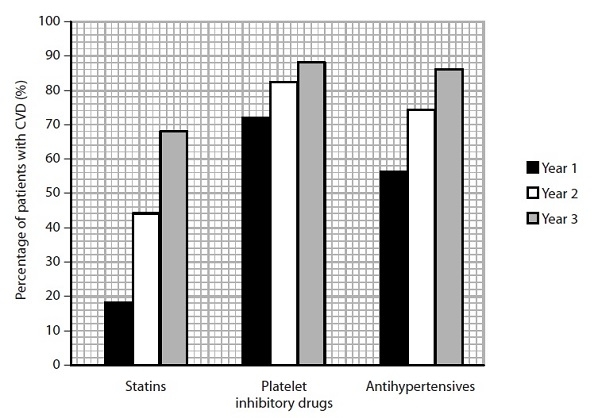 Percentage of patients with CVD (%)
100
90
80
70
60
50
40
30
20
10
0
Statins
Platelet
inhibitory drugs
Antihypertensives
Year 1
Year 2
Year 3